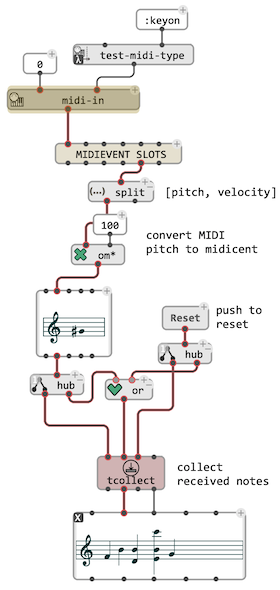 :keyon
0
test-midi-type
midi-in
MIDIEVENT SLOTS
(...) split
[pitch, velocity]
100
om*
convert MIDI
pitch to midicent
Reset
push to
reset
hub
hub
or
tcollect
collect
received notes